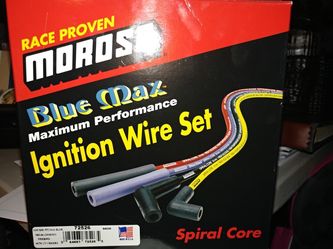 RACE PROVEN
MOROSO
Blue Max
Maximum Performance
Ignition Wire Set
72526
Spiral Core